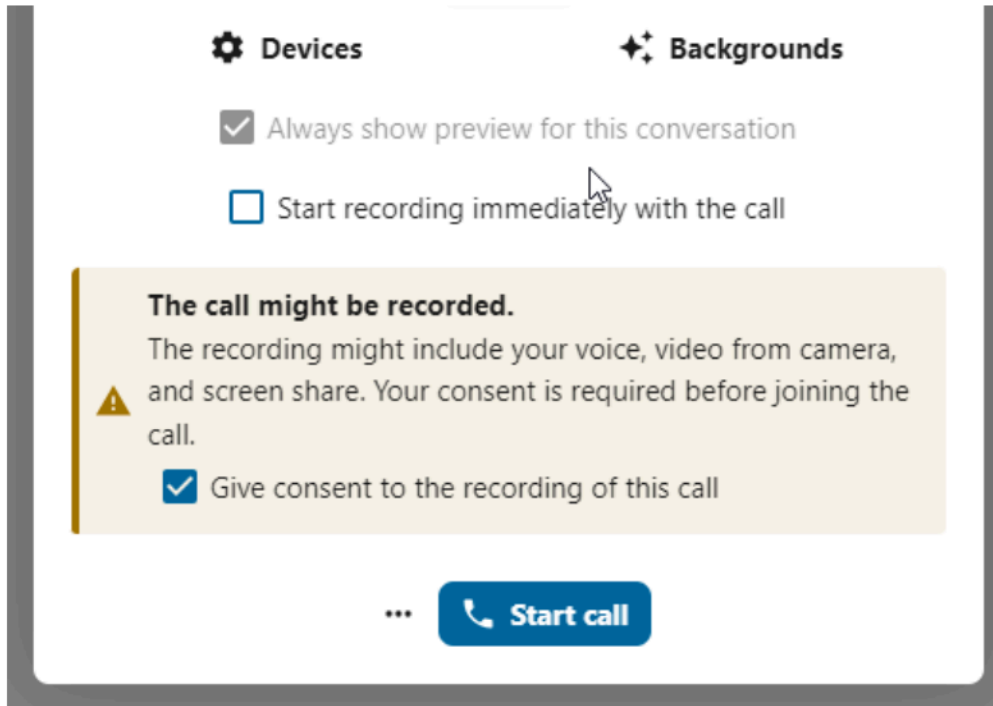 Devices
Backgrounds
Always show preview for this conversation
Start recording immediately with the call
The call might be recorded.
The recording might include your voice, video from camera,
and screen share. Your consent is required before joining the
call.
Give consent to the recording of this call
Start call